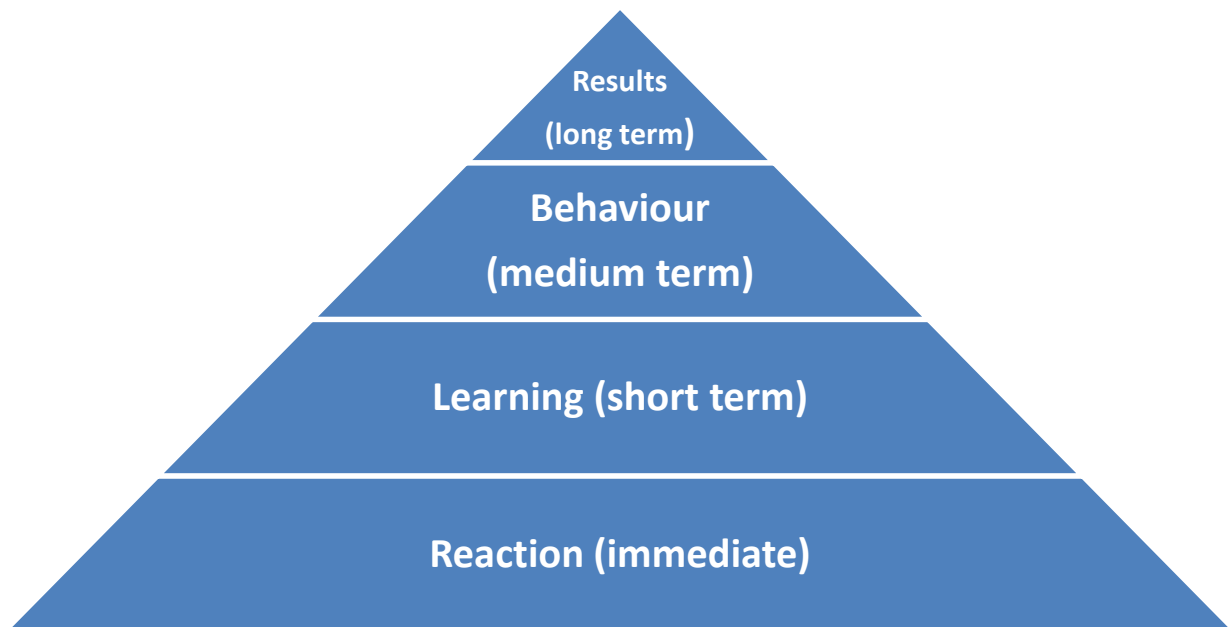 Results
(long term)
Behaviour
(medium term)
Learning (short term)
Reaction (immediate)